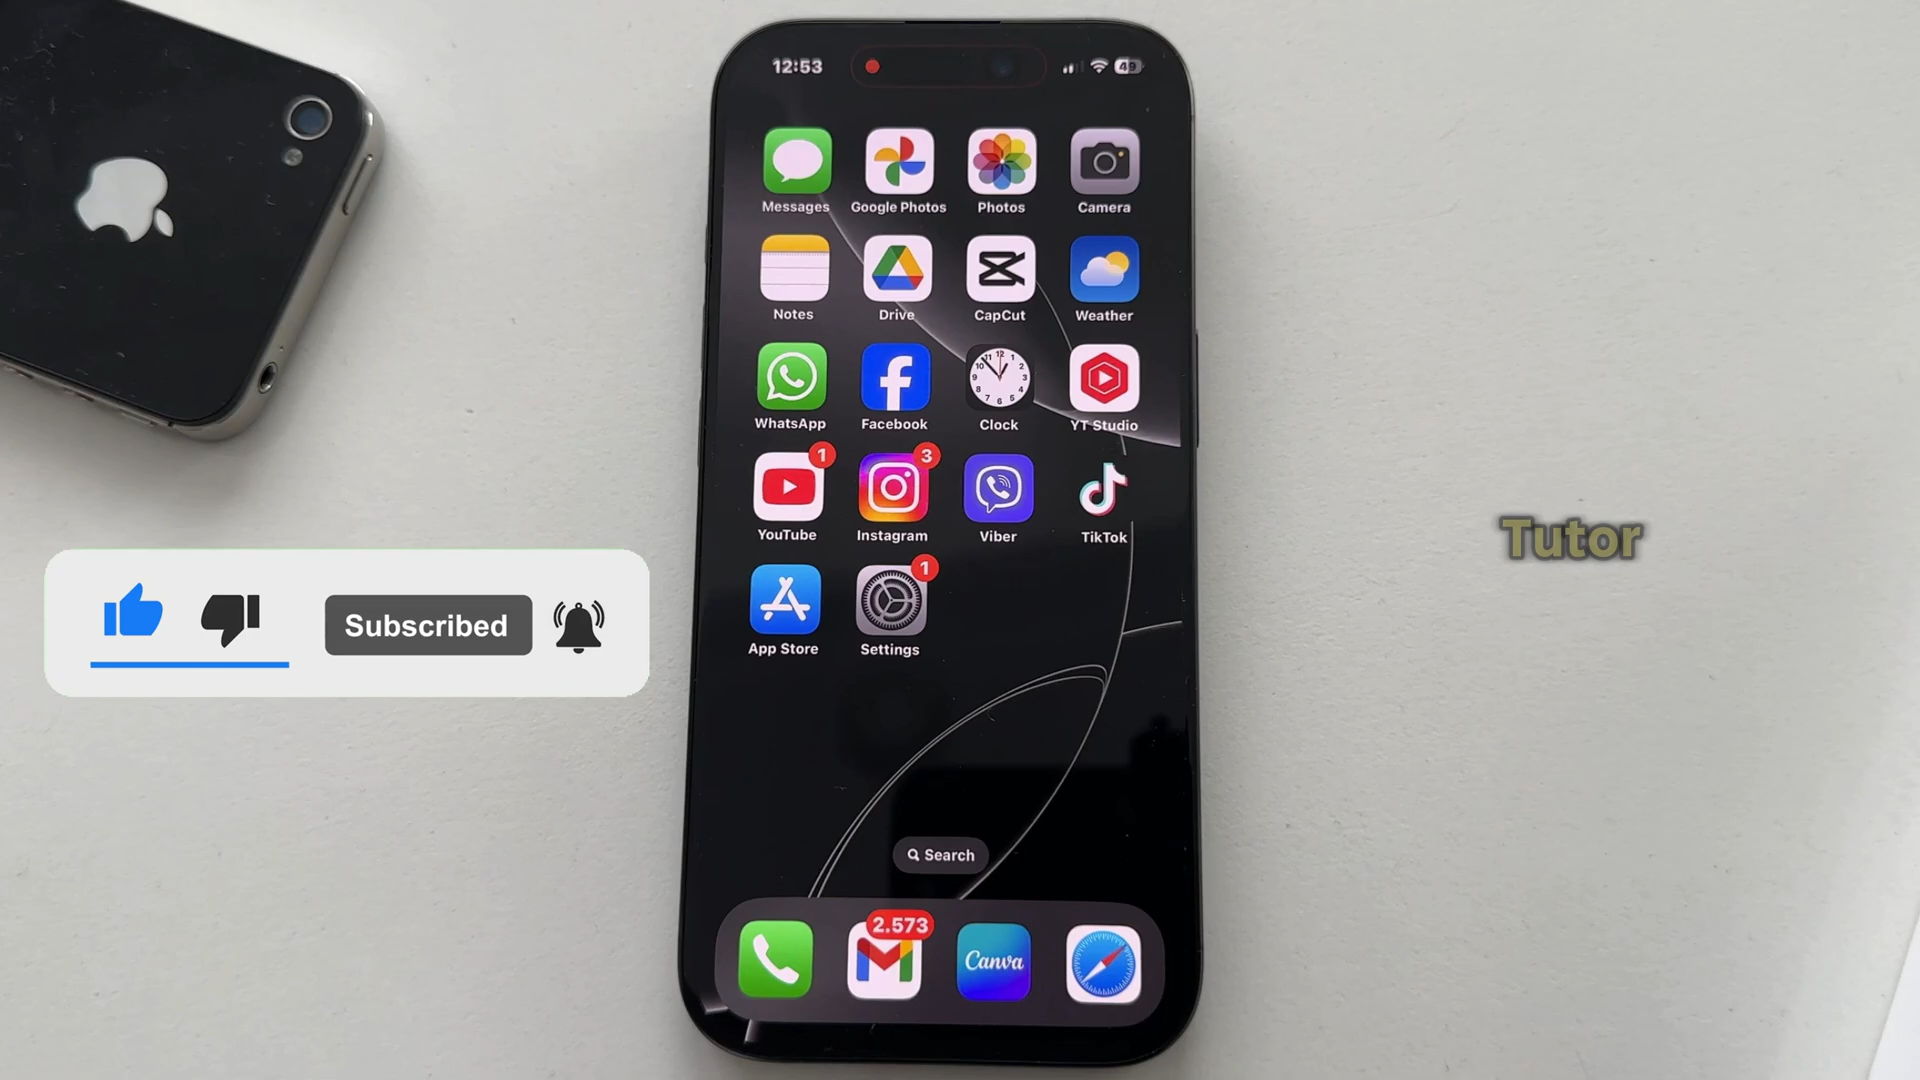 12:53
49
Messages
Google Photos
Photos
Camera
Notes
Drive
CapCut
Weather
WhatsApp
Facebook
Clock
YT Studio
1
3
YouTube
Instagram
Viber
TikTok
1
App Store
Settings
Search
2.573
Canva
Subscribed
Tutor